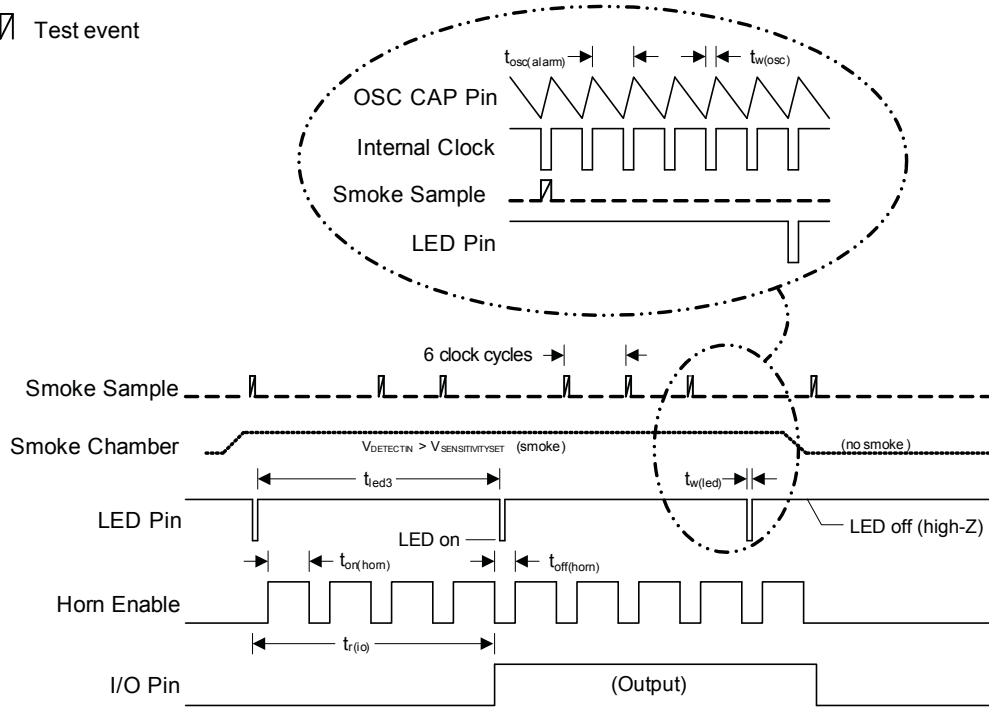 Test event
tosc(alarm)
tw(osc)
OSC CAP Pin
Internal Clock
Smoke Sample
LED Pin
6 clock cycles
Smoke Sample
Smoke Chamber
VDETECTIN > VSENSITIVITYSET (smoke)
(no smoke)
tled3
tw(led)
LED Pin
LED on
LED off (high-Z)
ton(horn)
toff(horn)
Horn Enable
tr(io)
I/O Pin
(Output)